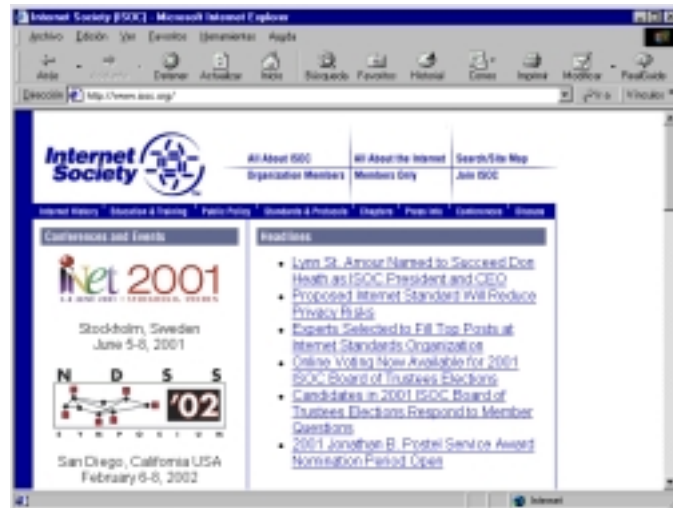 Internet Society (ISOC) - Microsoft Internet Explorer
Archivo Edición Ver Favoritos Herramientas Ayuda
Atrás Detener Actualizar Inicio Búsqueda Favoritos Historial Correo Imprimir Modificar RealGuide
Dirección http://www.isoc.org/ Ir a Vínculos
Internet Society
All About ISOC All About the Internet Search/Site Map
Organization Members Members Only Join ISOC
Internet History Education & Training Public Policy Standards & Protocols Chapters Press Info Conferences Discuss
Conferences and Events
iNet 2001
Stockholm, Sweden
June 5-8, 2001
N D S S
'02
SYMPOSIUM
San Diego, California USA
February 6-8, 2002
Headlines
Lynn St. Amour Named to Succeed Don
Heath as ISOC President and CEO
Proposed Internet Standard Will Reduce
Privacy Risks
Experts Selected to Fill Top Posts at
Internet Standards Organization
Online Voting Now Available for 2001
ISOC Board of Trustees Elections
Candidates in 2001 ISOC Board of
Trustees Elections Respond to Member
Questions
2001 Jonathan B. Postel Service Award
Nomination Period Open
Internet